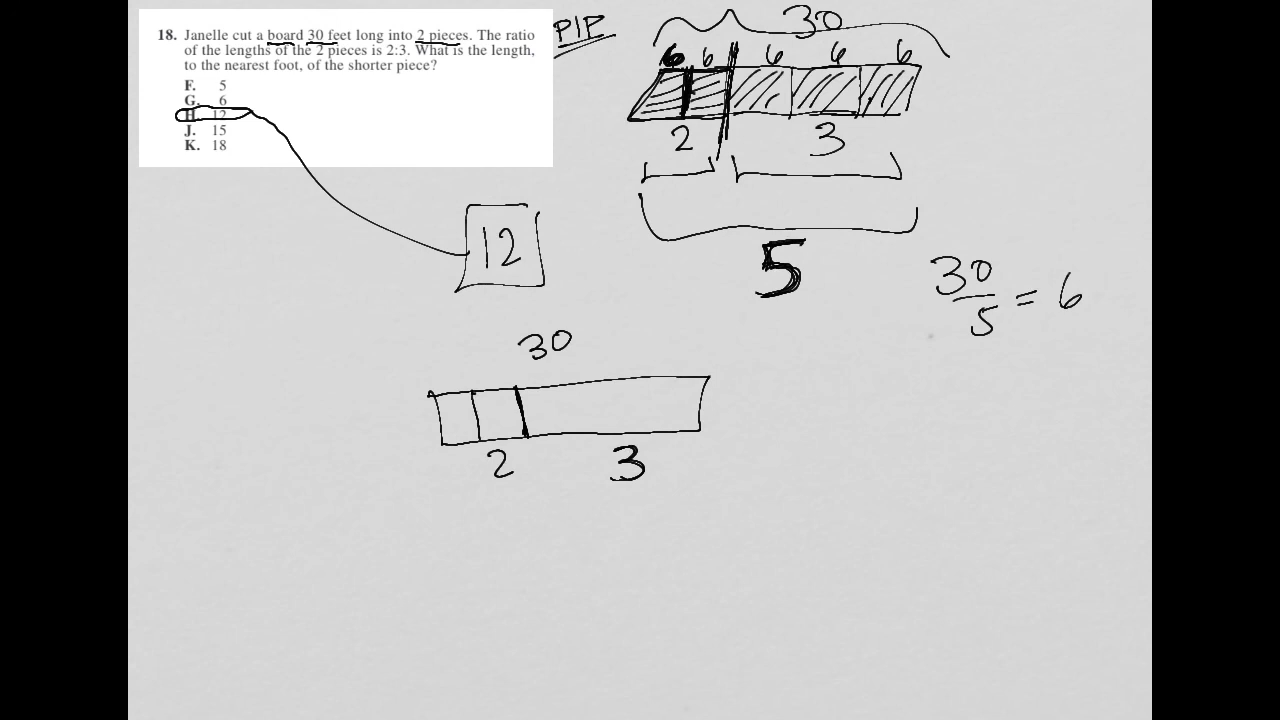 18. Janelle cut a board 30 feet long into 2 pieces. The ratio
of the lengths of the 2 pieces is 2:3. What is the length,
to the nearest foot, of the shorter piece?
F. 5
G. 6
H. 12
J. 15
K. 18
PIP
30
6 6 6 6 6
2 3
5
12
30/5 = 6
30
2 3